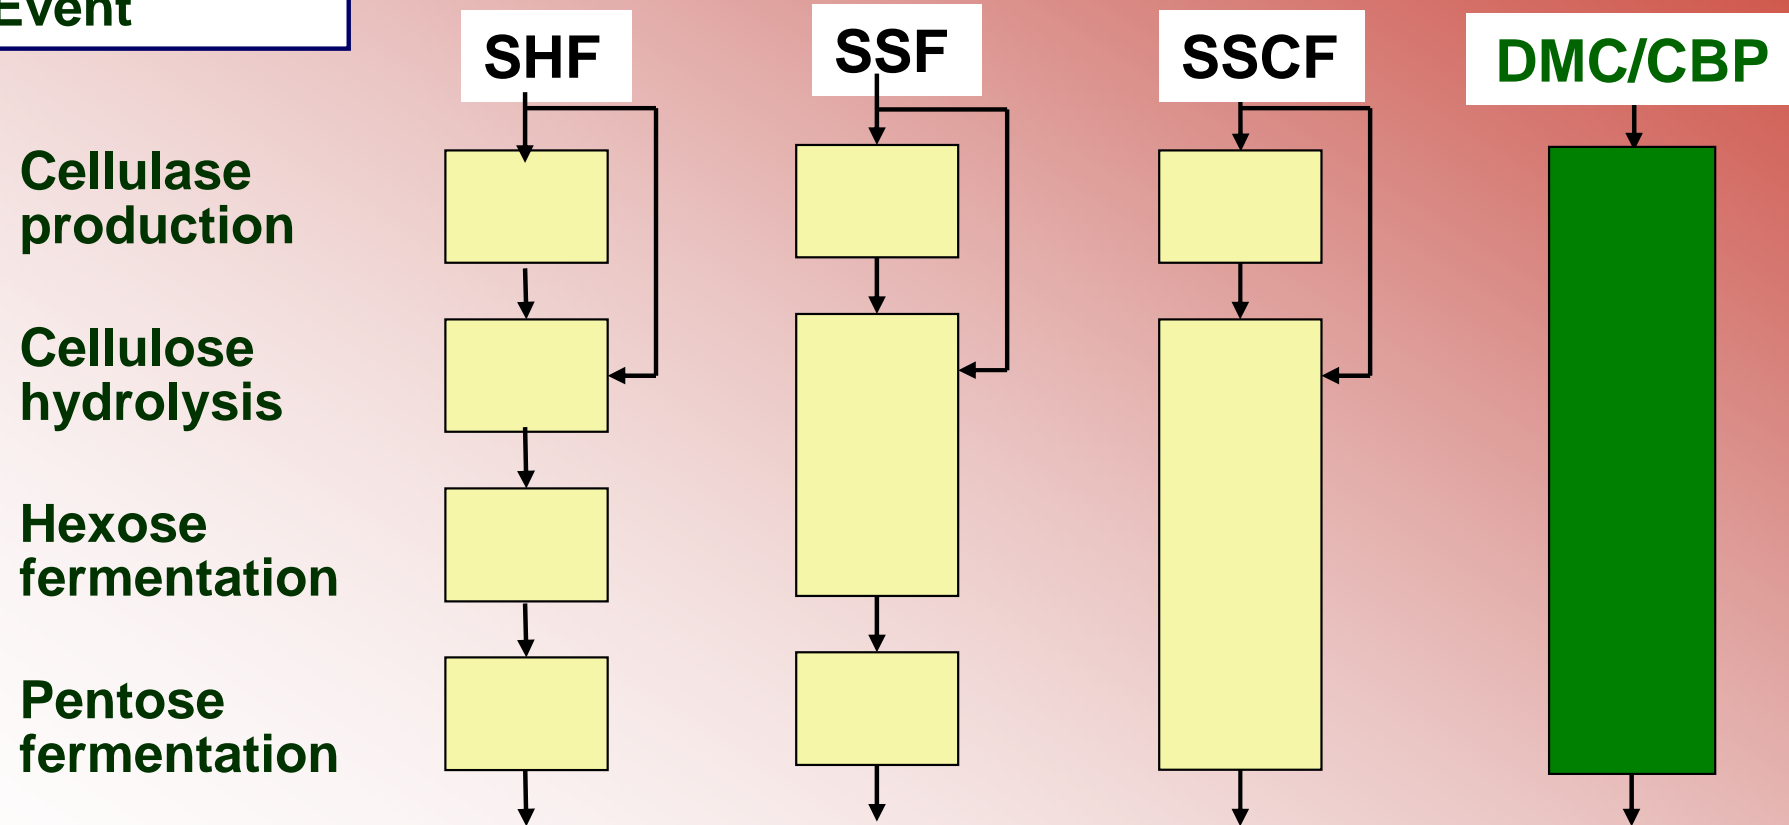 Event
SHF
SSF
SSCF
DMC/CBP
Cellulase
production
Cellulose
hydrolysis
Hexose
fermentation
Pentose
fermentation